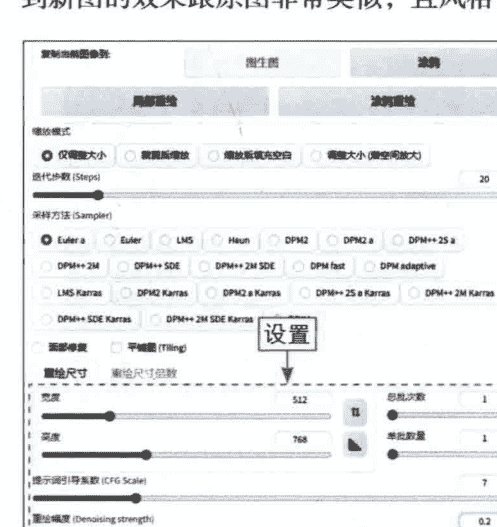 到新图的效果跟原图非常类似，且风格
复制当前图像到:
图生图
涂鸦
局部重绘
涂鸦重绘
缩放模式
仅调整大小 裁剪后缩放 缩放后填充空白 调整大小 (潜空间放大)
迭代步数 (Steps)
20
采样方法 (Sampler)
Euler a Euler LMS Heun DPM2 DPM2 a DPM++ 2S a
DPM++ 2M DPM++ SDE DPM++ 2M SDE DPM fast DPM adaptive
LMS Karras DPM2 Karras DPM2 a Karras DPM++ 2S a Karras DPM++ 2M Karras
DPM++ SDE Karras DPM++ 2M SDE Karras
设置
面部修复 平铺图 (Tiling)
重绘尺寸 重绘尺寸倍数
宽度 512 总批次数 1
高度 768 单批数量 1
提示词引导系数 (CFG Scale) 7
重绘幅度 (Denoising strength) 0.2